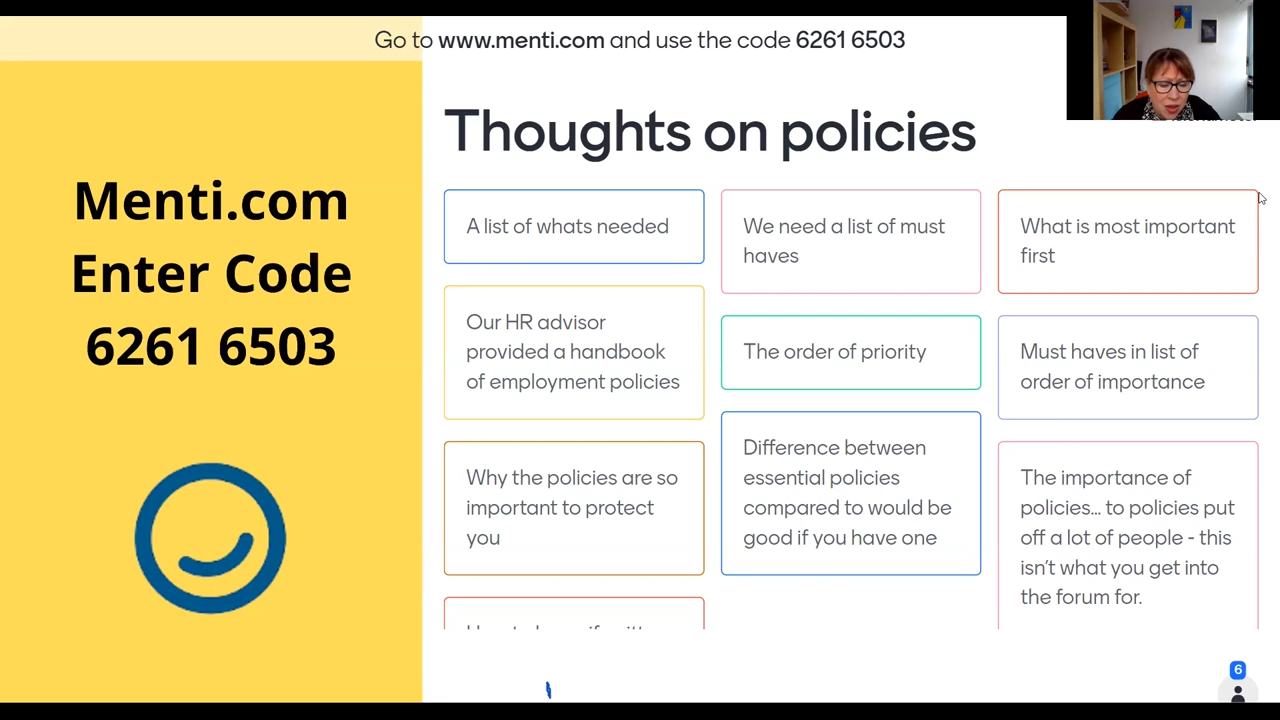 Go to www.menti.com and use the code 6261 6503
Menti.com
Enter Code
6261 6503
Thoughts on policies
A list of whats needed
Our HR advisor
provided a handbook
of employment policies
Why the policies are so
important to protect
you
We need a list of must
haves
The order of priority
Difference between
essential policies
compared to would be
good if you have one
What is most important
first
Must haves in list of
order of importance
The importance of
policies... to policies put
off a lot of people - this
isn't what you get into
the forum for.
6